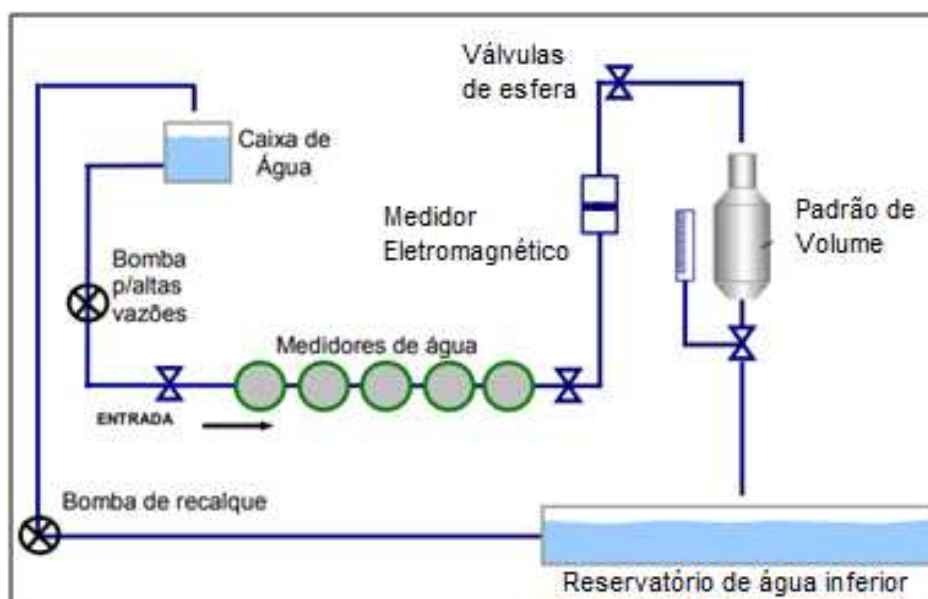 Válvulas
de esfera
Caixa de
Água
Padrão de
Volume
Medidor
Eletromagnético
Bomba
p/altas
vazões
Medidores de água
ENTRADA
Bomba de recalque
Reservatório de água inferior